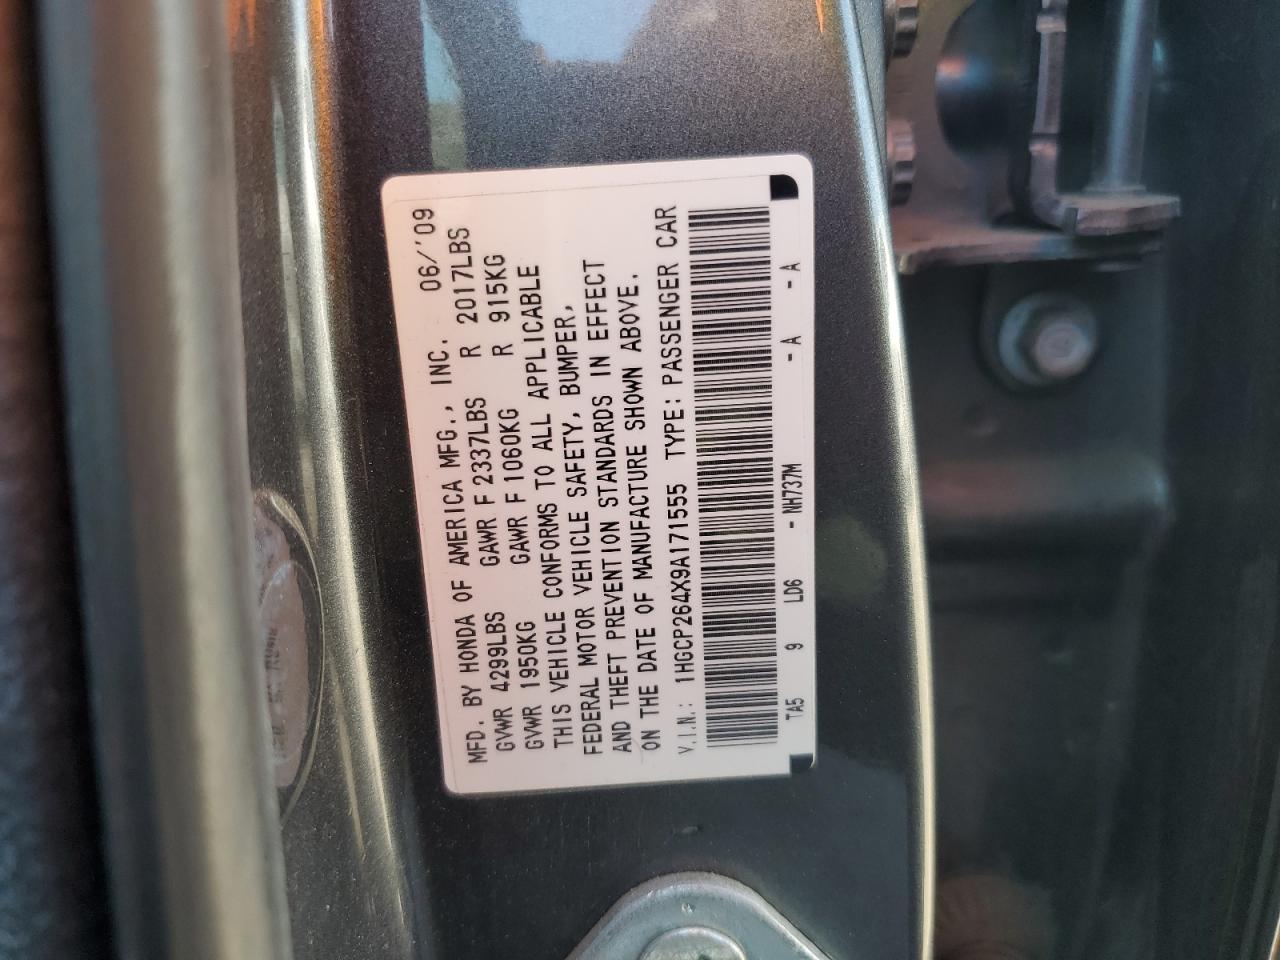 MFD. BY HONDA OF AMERICA MFG., INC. 06/'09
GVWR 4299LBS GAWR F 2337LBS R 2017LBS
GVWR 1950KG GAWR F 1060KG R 915KG
THIS VEHICLE CONFORMS TO ALL APPLICABLE
FEDERAL MOTOR VEHICLE SAFETY, BUMPER,
AND THEFT PREVENTION STANDARDS IN EFFECT
ON THE DATE OF MANUFACTURE SHOWN ABOVE.
V.I.N.: 1HGCP264X9A171555 TYPE: PASSENGER CAR
TA5 9 LD6 - NH737M - A - A